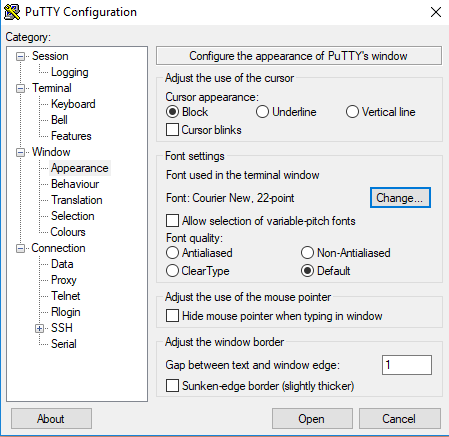 PuTTY Configuration
Category:
Session
Logging
Terminal
Keyboard
Bell
Features
Window
Appearance
Behaviour
Translation
Selection
Colours
Connection
Data
Proxy
Telnet
Rlogin
SSH
Serial
Configure the appearance of PuTTY's window
Adjust the use of the cursor
Cursor appearance:
Block Underline Vertical line
Cursor blinks
Font settings
Font used in the terminal window
Font: Courier New, 22-point Change...
Allow selection of variable-pitch fonts
Font quality:
Antialiased Non-Antialiased
ClearType Default
Adjust the use of the mouse pointer
Hide mouse pointer when typing in window
Adjust the window border
Gap between text and window edge: 1
Sunken-edge border (slightly thicker)
About Open Cancel